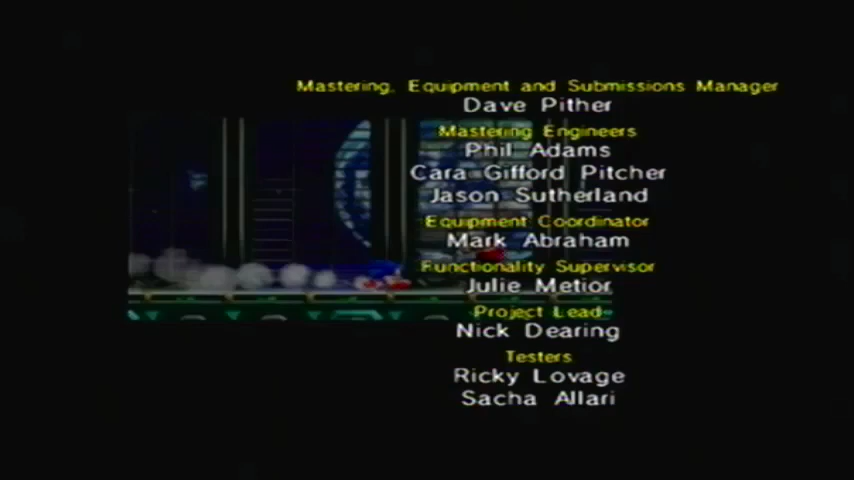 Mastering, Equipment and Submissions Manager
Dave Pither
Mastering Engineers
Phil Adams
Cara Gifford Pitcher
Jason Sutherland
Equipment Coordinator
Mark Abraham
Functionality Supervisor
Julie Metior
Project Lead
Nick Dearing
Testers
Ricky Lovage
Sacha Allari